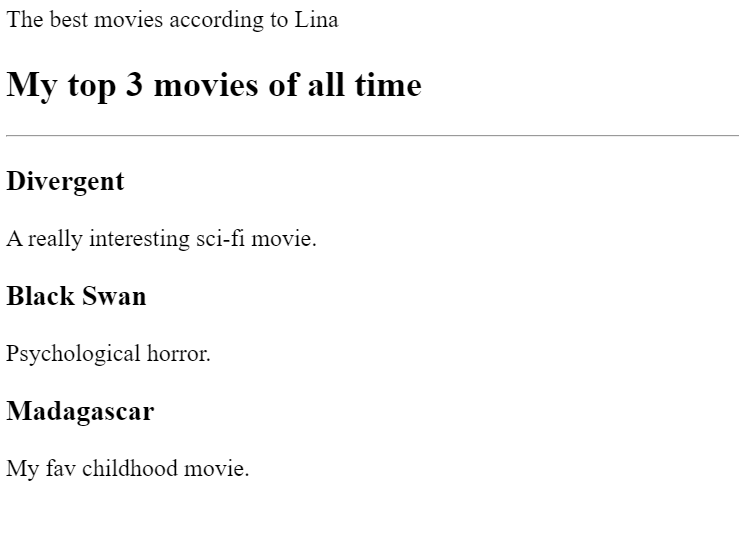 The best movies according to Lina
My top 3 movies of all time
Divergent
A really interesting sci-fi movie.
Black Swan
Psychological horror.
Madagascar
My fav childhood movie.